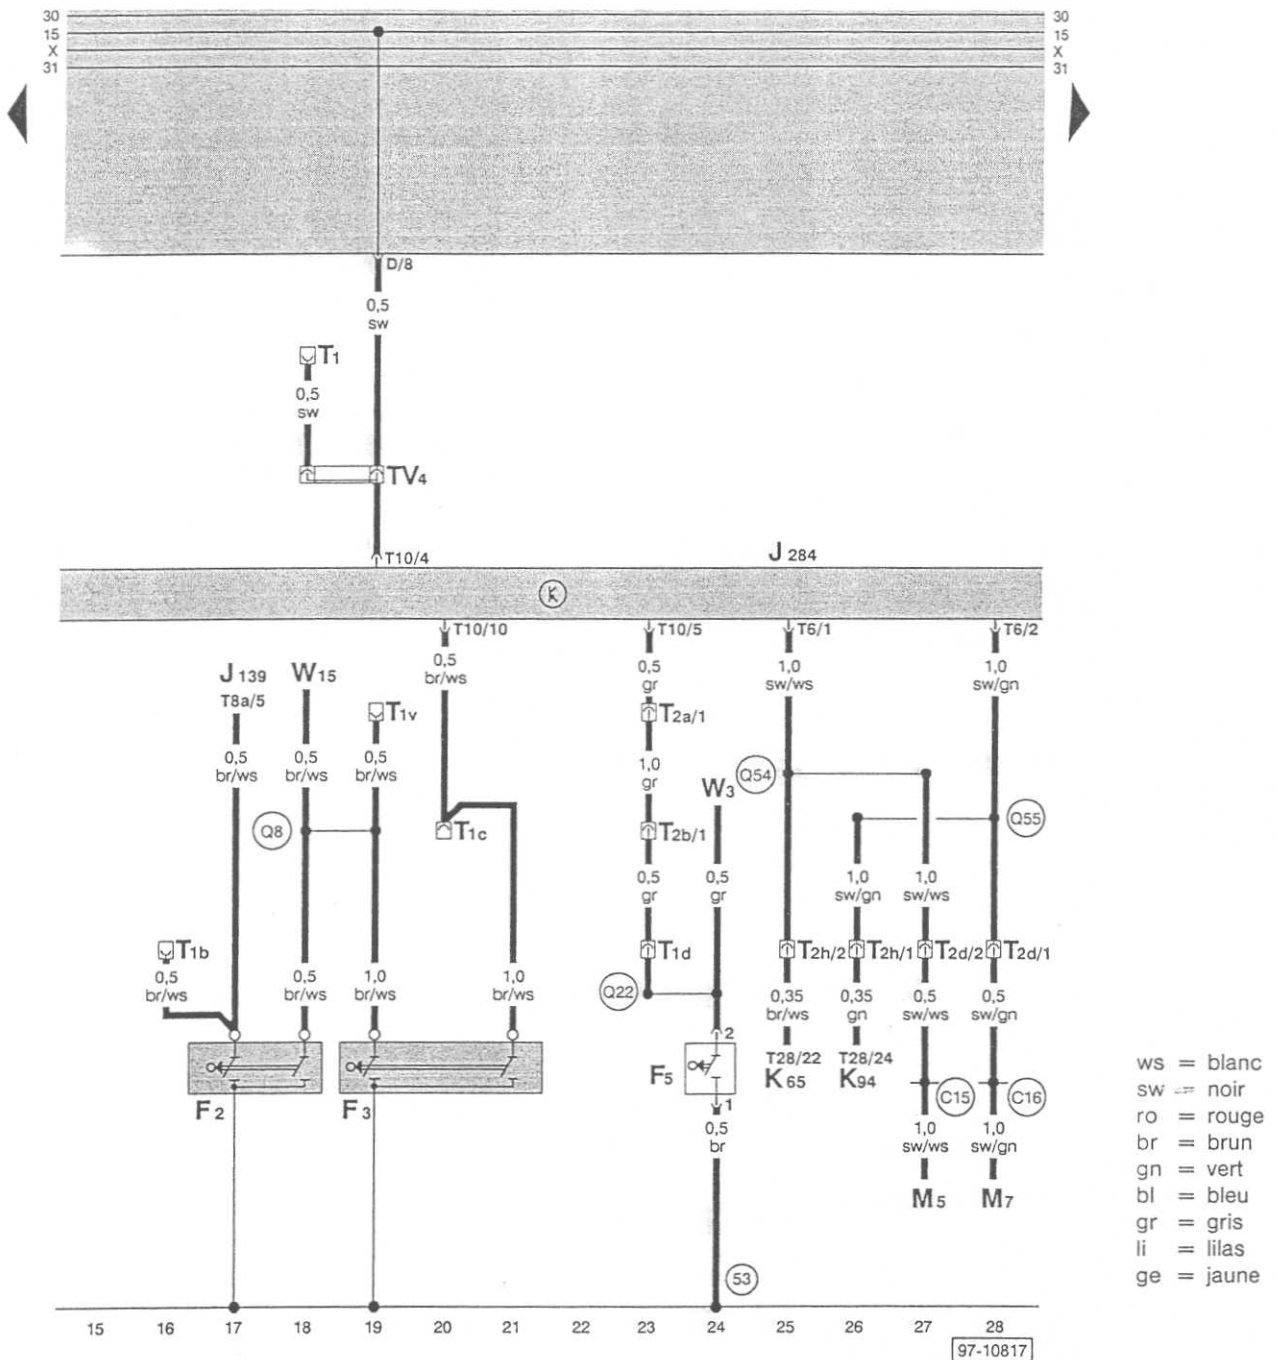 30 30
15 15
X X
31 31
D/8
0,5
sw
T1
0,5
sw
TV4
T10/4
J 284
K
T10/10 T10/5 T6/1 T6/2
0,5 0,5 1,0 1,0
br/ws gr sw/ws sw/gn
J 139 W 15
T8a/5
T1v T2a/1
0,5 0,5 0,5 1,0
br/ws br/ws br/ws gr
Q54 W3
Q8 T1c T2b/1 Q55
0,5 0,5 1,0 1,0
gr gr sw/gn sw/ws
T1b T1d T2h/2 T2h/1 T2d/2 T2d/1
0,5 0,5 1,0 1,0
br/ws br/ws br/ws br/ws
Q22
0,35 0,35 0,5 0,5
br/ws gn sw/ws sw/gn
2
T28/22 T28/24
K 65 K94
F5
F2 F3
1
C15 C16
0,5 1,0 1,0
br sw/ws sw/gn
M5 M7
ws = blanc
sw = noir
ro = rouge
br = brun
gn = vert
bl = bleu
gr = gris
li = lilas
ge = jaune
53
15 16 17 18 19 20 21 22 23 24 25 26 27 28
97-10817